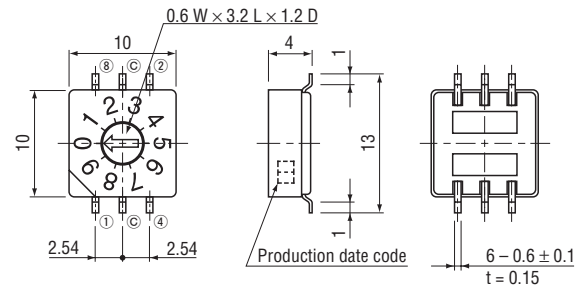 0.6 W × 3.2 L × 1.2 D
10
4
1
⑧ Ⓒ ②
10
0 1 2 3 4 5 6 7 8 9
13
① Ⓒ ④
1
2.54
2.54
Production date code
6 – 0.6 ± 0.1
t = 0.15